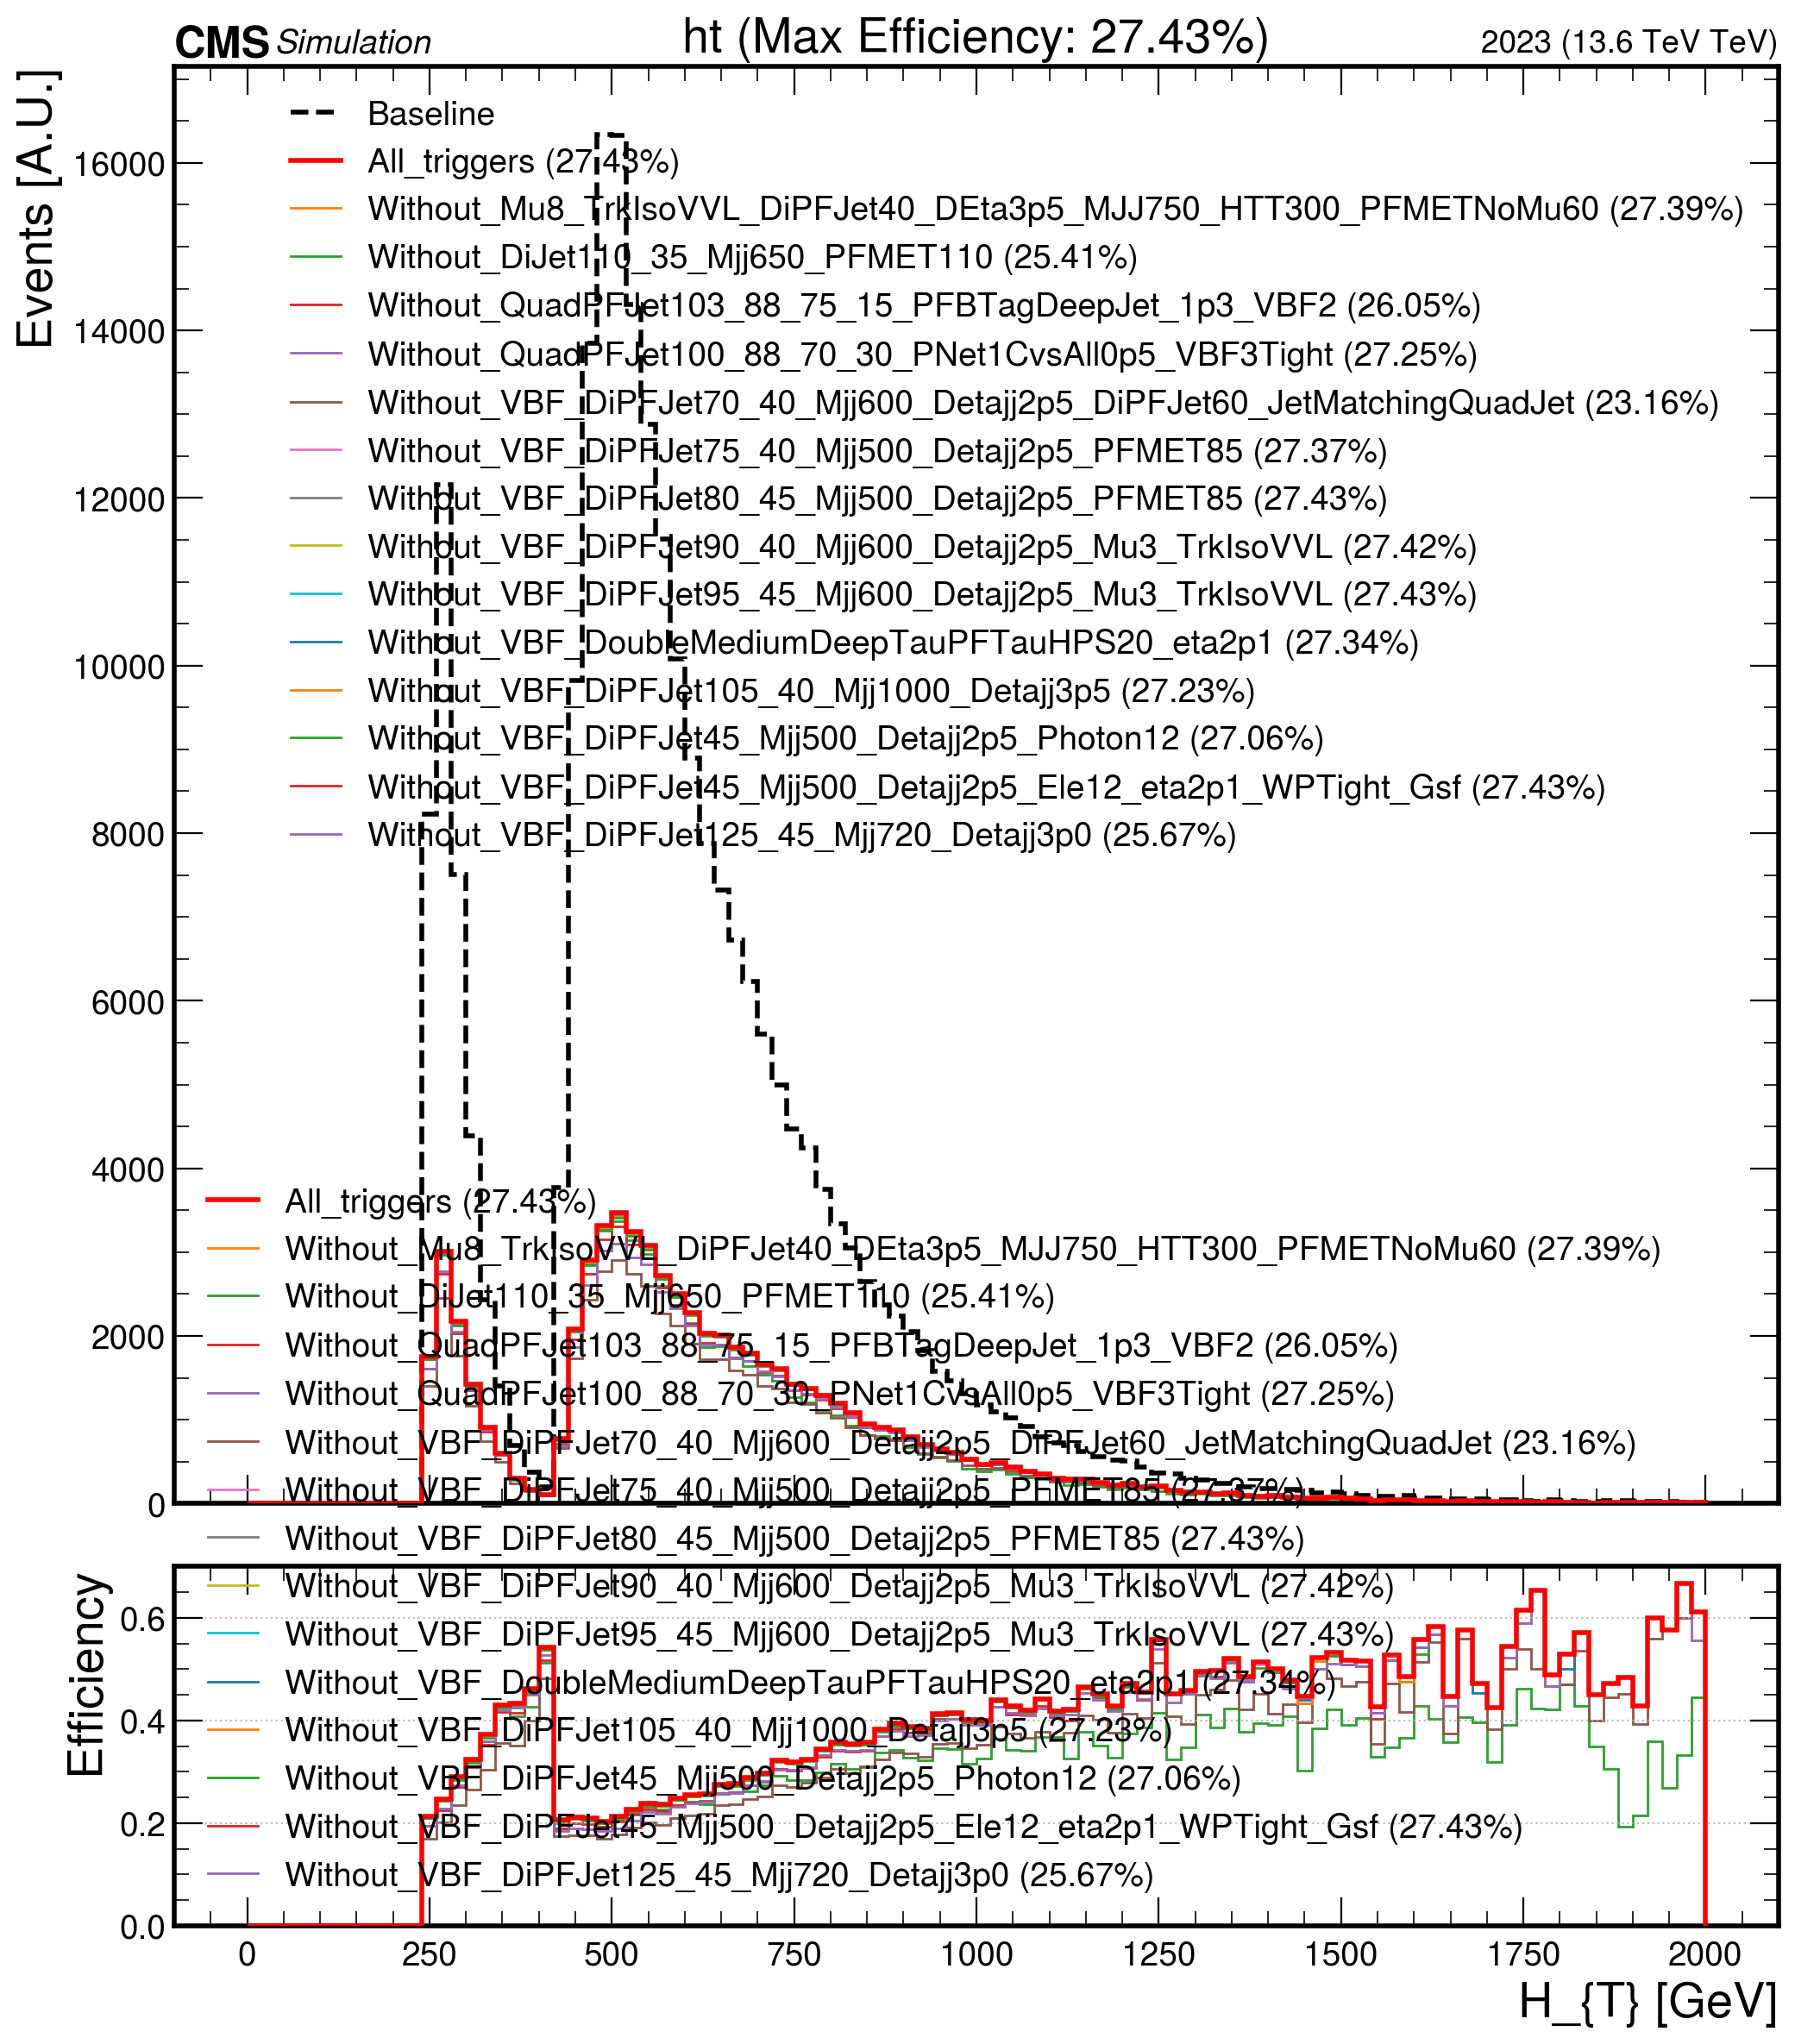 CMS Simulation ht (Max Efficiency: 27.43%) 2023 (13.6 TeV TeV)
Events [A.U.]
16000
14000
12000
10000
8000
6000
4000
2000
0
Baseline
All_triggers (27.43%)
Without_Mu8_TrkIsoVVL_DiPFJet40_DEta3p5_MJJ750_HTT300_PFMETNoMu60 (27.39%)
Without_DiJet110_35_Mjj650_PFMET110 (25.41%)
Without_QuadPFJet103_88_75_15_PFBTagDeepJet_1p3_VBF2 (26.05%)
Without_QuadPFJet100_88_70_30_PNet1CvsAll0p5_VBF3Tight (27.25%)
Without_VBF_DiPFJet70_40_Mjj600_Detajj2p5_DiPFJet60_JetMatchingQuadJet (23.16%)
Without_VBF_DiPFJet75_40_Mjj500_Detajj2p5_PFMET85 (27.37%)
Without_VBF_DiPFJet80_45_Mjj500_Detajj2p5_PFMET85 (27.43%)
Without_VBF_DiPFJet90_40_Mjj600_Detajj2p5_Mu3_TrkIsoVVL (27.42%)
Without_VBF_DiPFJet95_45_Mjj600_Detajj2p5_Mu3_TrkIsoVVL (27.43%)
Without_VBF_DoubleMediumDeepTauPFTauHPS20_eta2p1 (27.34%)
Without_VBF_DiPFJet105_40_Mjj1000_Detajj3p5 (27.23%)
Without_VBF_DiPFJet45_Mjj500_Detajj2p5_Photon12 (27.06%)
Without_VBF_DiPFJet45_Mjj500_Detajj2p5_Ele12_eta2p1_WPTight_Gsf (27.43%)
Without_VBF_DiPFJet125_45_Mjj720_Detajj3p0 (25.67%)
All_triggers (27.43%)
Without_Mu8_TrkIsoVVL_DiPFJet40_DEta3p5_MJJ750_HTT300_PFMETNoMu60 (27.39%)
Without_DiJet110_35_Mjj650_PFMET110 (25.41%)
Without_QuadPFJet103_88_75_15_PFBTagDeepJet_1p3_VBF2 (26.05%)
Without_QuadPFJet100_88_70_30_PNet1CvsAll0p5_VBF3Tight (27.25%)
Without_VBF_DiPFJet70_40_Mjj600_Detajj2p5_DiPFJet60_JetMatchingQuadJet (23.16%)
Without_VBF_DiPFJet75_40_Mjj500_Detajj2p5_PFMET85 (27.37%)
Without_VBF_DiPFJet80_45_Mjj500_Detajj2p5_PFMET85 (27.43%)
Without_VBF_DiPFJet90_40_Mjj600_Detajj2p5_Mu3_TrkIsoVVL (27.42%)
Without_VBF_DiPFJet95_45_Mjj600_Detajj2p5_Mu3_TrkIsoVVL (27.43%)
Without_VBF_DoubleMediumDeepTauPFTauHPS20_eta2p1 (27.34%)
Without_VBF_DiPFJet105_40_Mjj1000_Detajj3p5 (27.23%)
Without_VBF_DiPFJet45_Mjj500_Detajj2p5_Photon12 (27.06%)
Without_VBF_DiPFJet45_Mjj500_Detajj2p5_Ele12_eta2p1_WPTight_Gsf (27.43%)
Without_VBF_DiPFJet125_45_Mjj720_Detajj3p0 (25.67%)
Efficiency
0.6
0.4
0.2
0.0
0 250 500 750 1000 1250 1500 1750 2000
H_{T} [GeV]